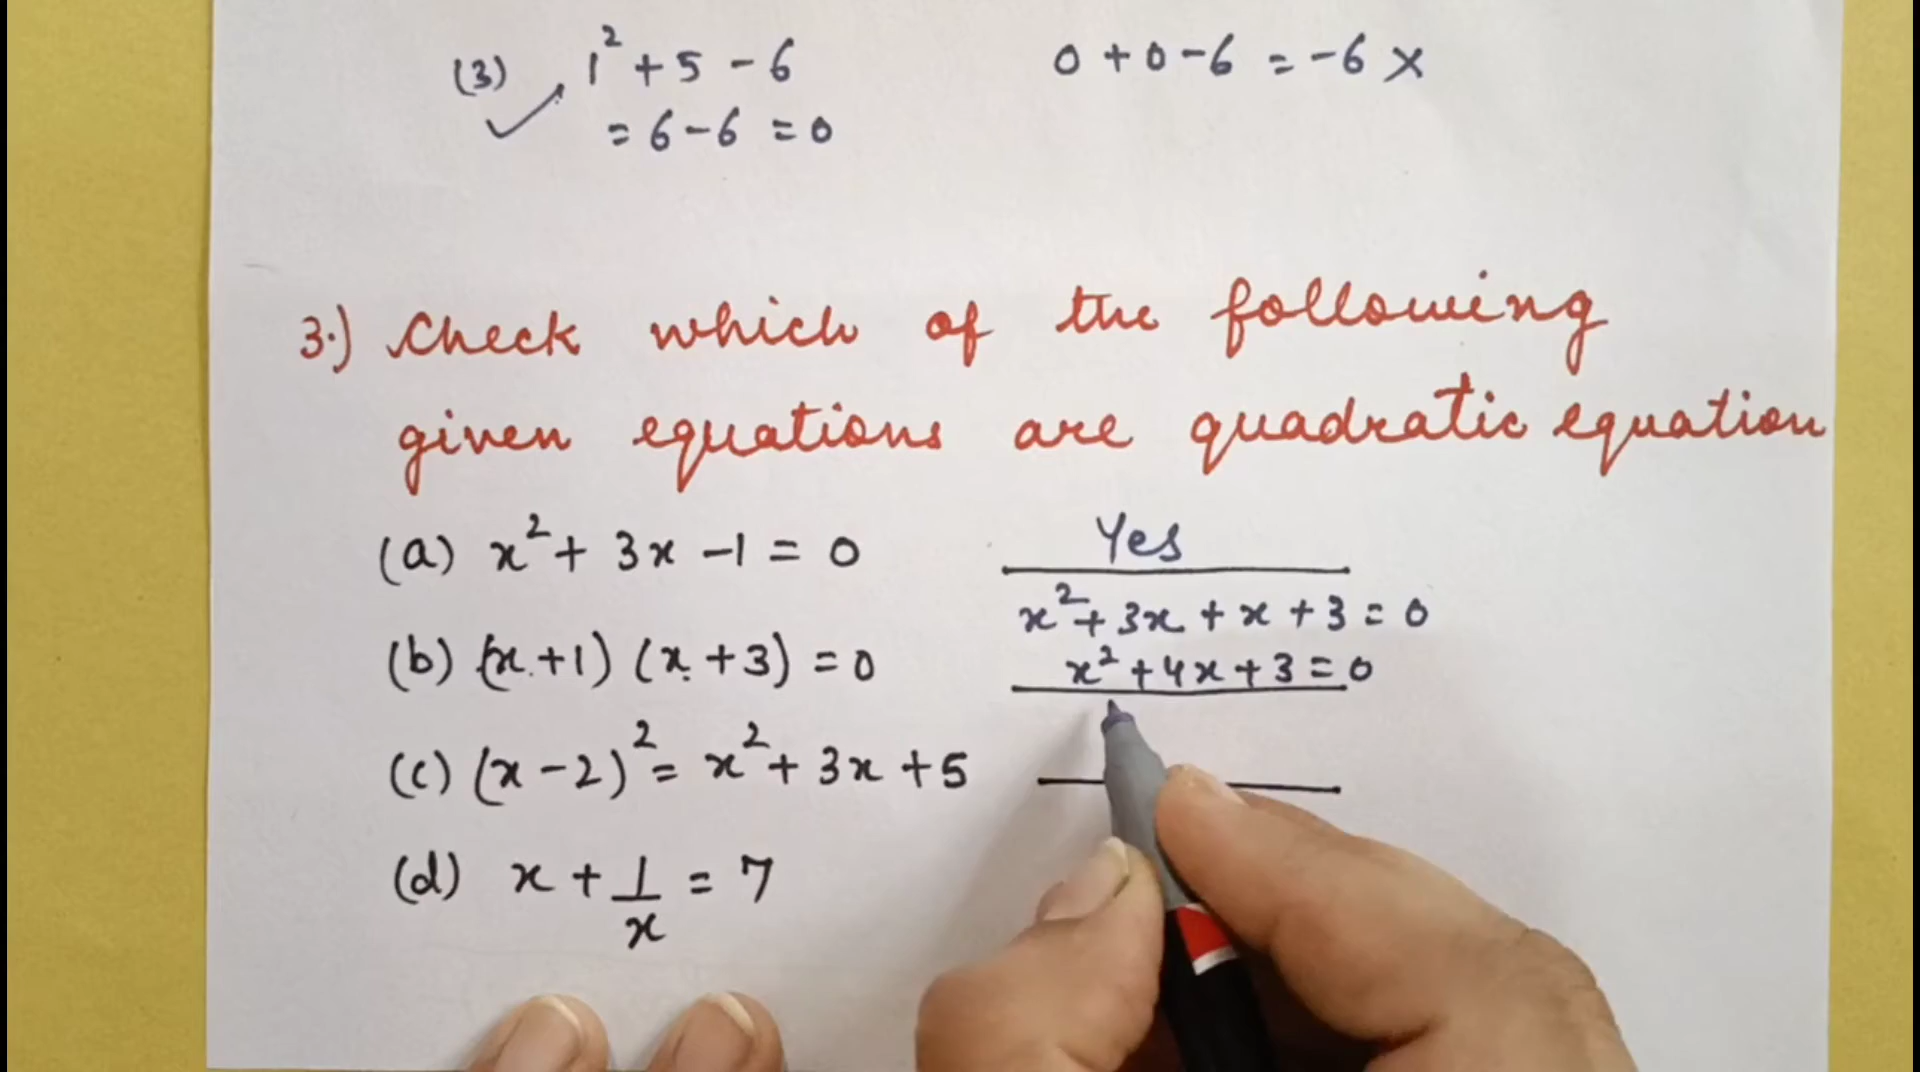 (3) 1² + 5 - 6
= 6 - 6 = 0
0 + 0 - 6 = -6 ×
3.) Check which of the following
given equations are quadratic equation
(a) x² + 3x - 1 = 0
Yes
(b) (x + 1) (x + 3) = 0
x² + 3x + x + 3 = 0
x² + 4x + 3 = 0
(c) (x - 2)² = x² + 3x + 5
(d) x + 1/x = 7